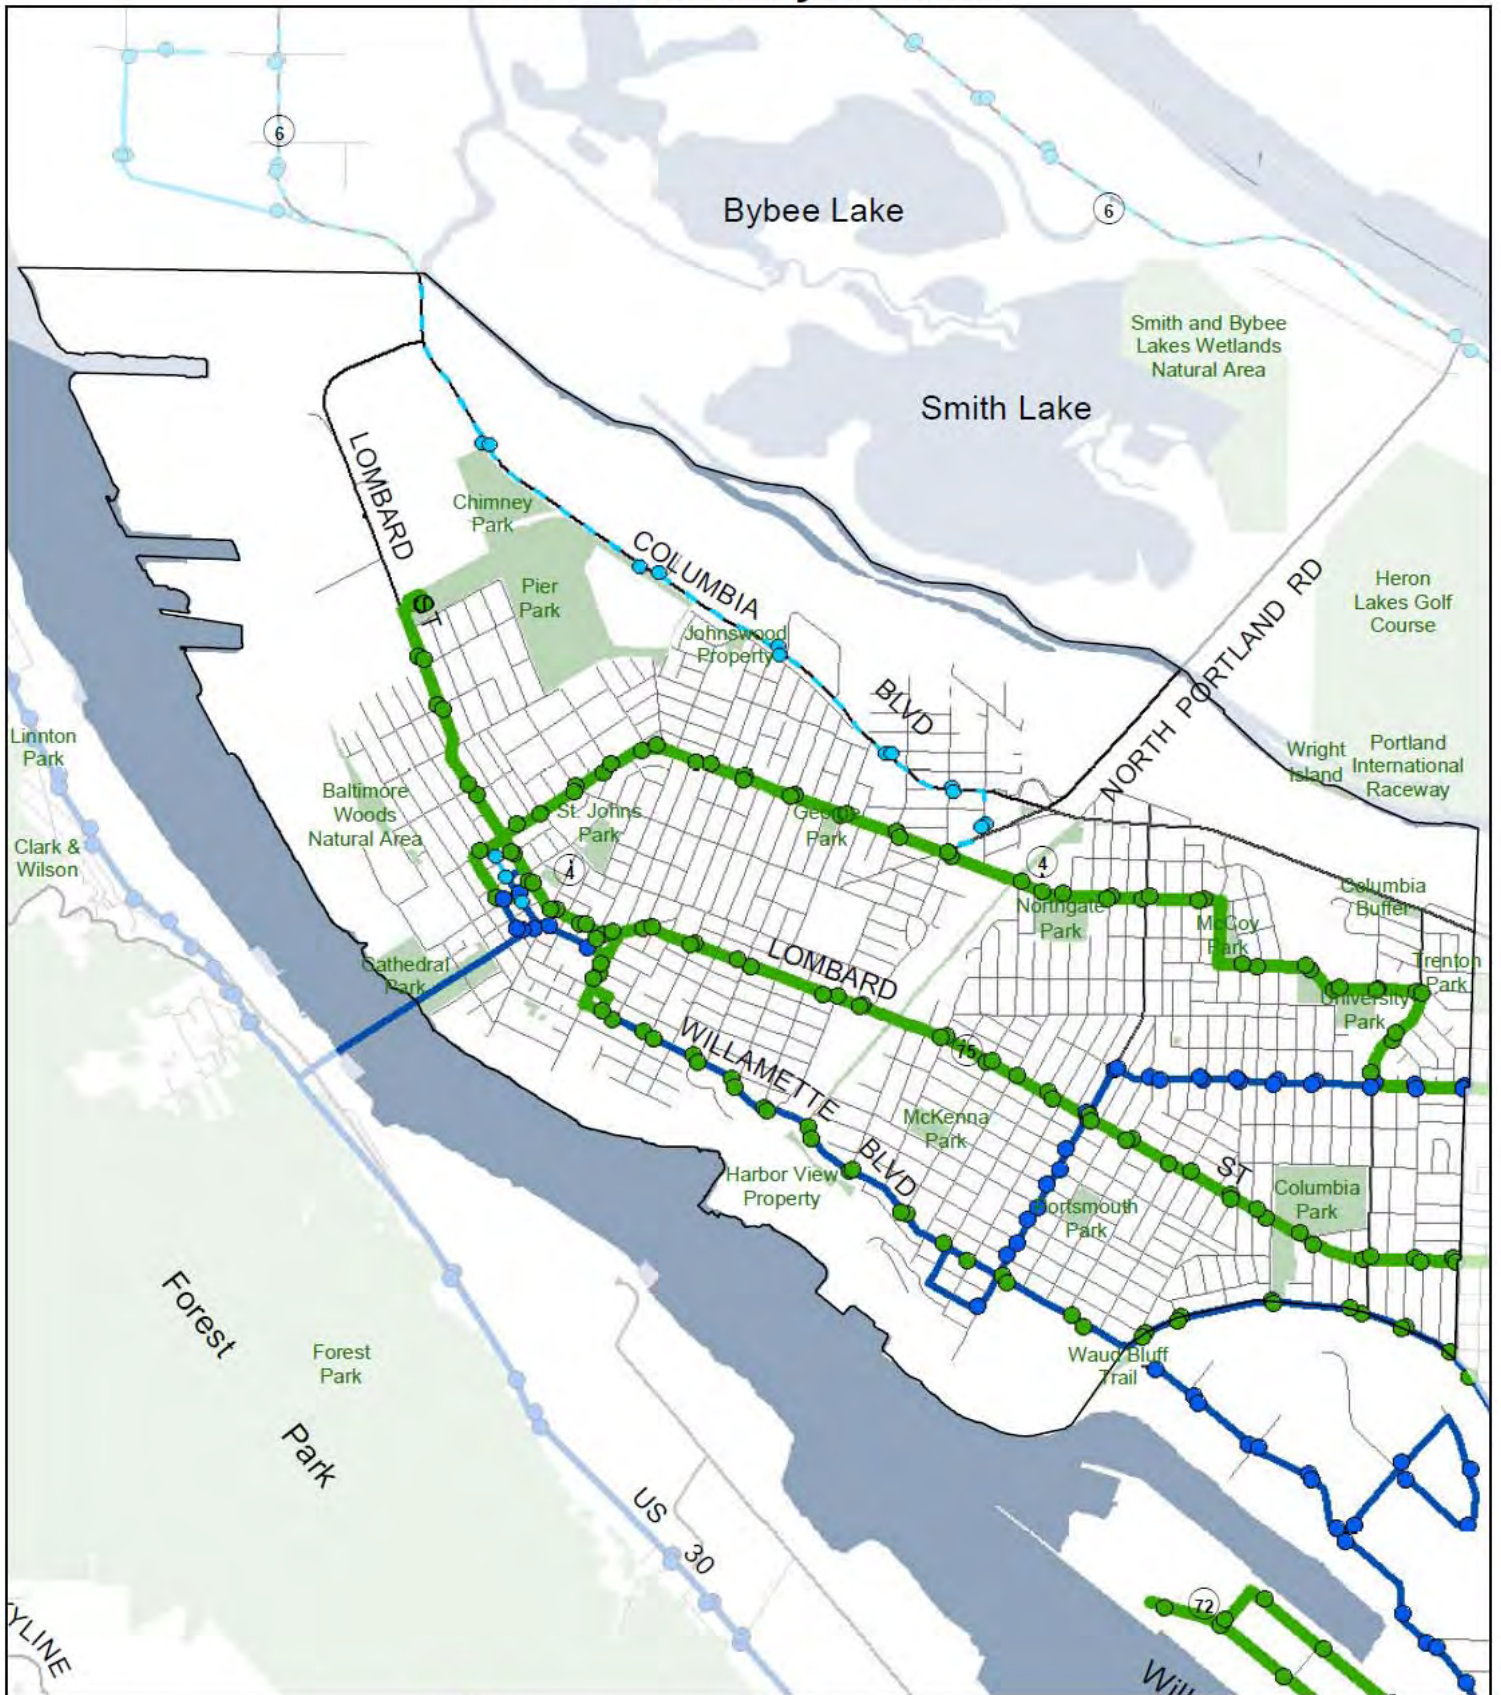 6
6
Bybee Lake
Smith and Bybee
Lakes Wetlands
Natural Area
Smith Lake
LOMBARD
ST
Chimney
Park
COLUMBIA
BLVD
Pier
Park
Johnswood
Property
NORTH PORTLAND RD
Heron
Lakes Golf
Course
Linnton
Park
Wright
Island
Portland
International
Raceway
Baltimore
Woods
Natural Area
St. Johns
Park
George
Park
Clark &
Wilson
4
4
Columbia
Buffer
Northgate
Park
McCoy
Park
Cathedral
Park
LOMBARD
ST
Trenton
Park
University
Park
75
WILLAMETTE
BLVD
McKenna
Park
Harbor View
Property
Portsmouth
Park
Columbia
Park
Forest
Park
Forest
Park
Waud Bluff
Trail
US
30
72
YLINE
Will